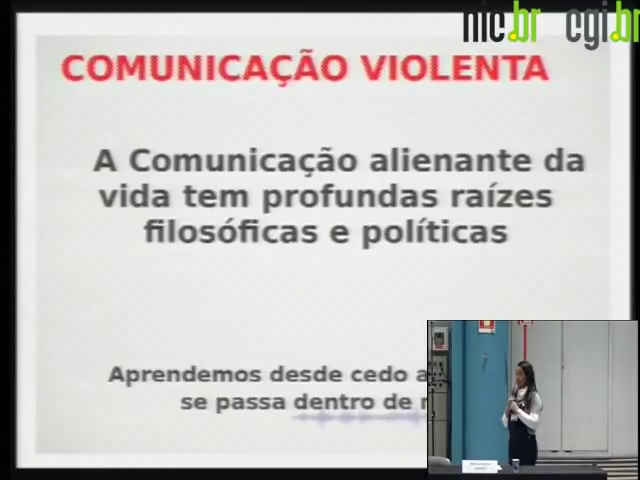 nic.br cgi.br
COMUNICAÇÃO VIOLENTA
A Comunicação alienante da
vida tem profundas raízes
filosóficas e políticas
Aprendemos desde cedo a
se passa dentro de